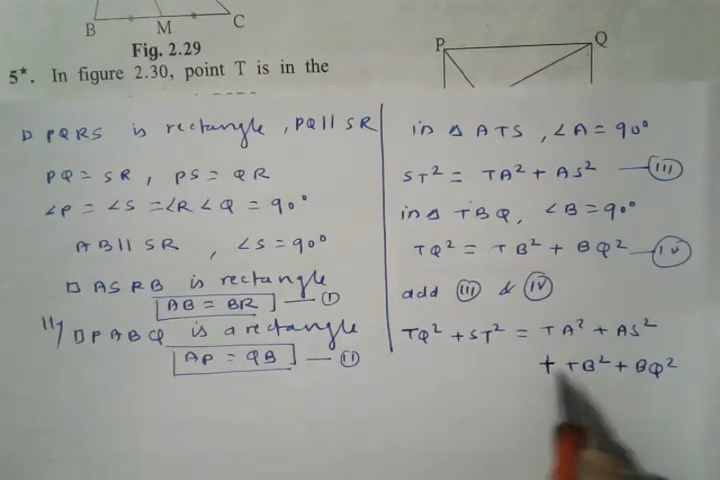 B M C
Fig. 2.29
5*. In figure 2.30, point T is in the
P Q
□ PQRS is rectangle, PQ || SR
PQ = SR, PS = QR
∠P = ∠S = ∠R ∠Q = 90°
AB || SR, ∠S = 90°
□ ASRB is rectangle
AB = BR — (I)
11ly □ PABQ is a rectangle
AP = QB — (II)
in △ ATS, ∠A = 90°
ST² = TA² + AS² — (III)
in △ TBQ, ∠B = 90°
TQ² = TB² + BQ² — (IV)
add (III) & (IV)
TQ² + ST² = TA² + AS²
+ TB² + BQ²